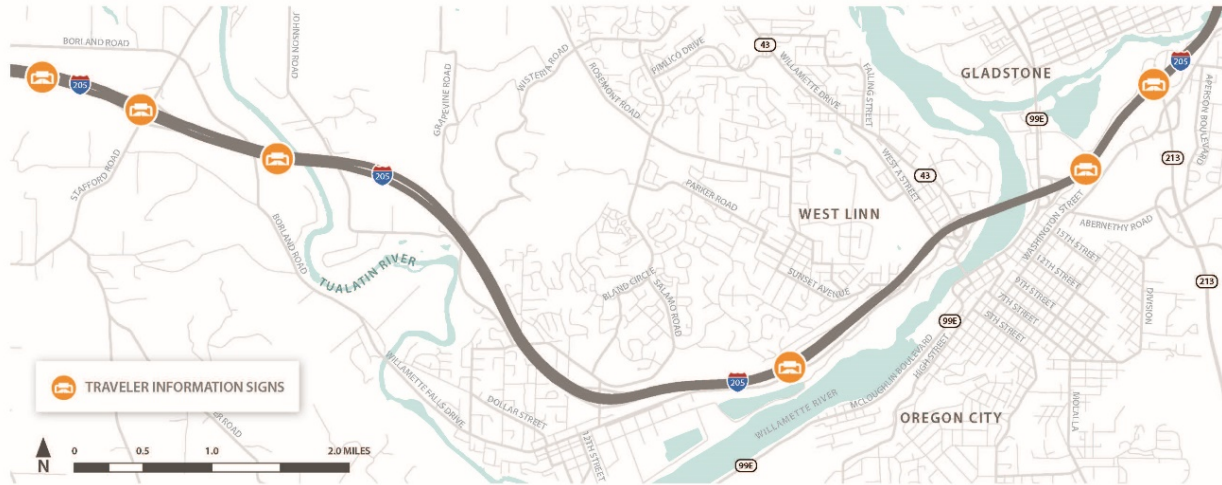 BORLAND ROAD
JOHNSON ROAD
205
STAFFORD ROAD
BORLAND ROAD
205
GRAPEVINE ROAD
WISTERIA ROAD
ROSEMONT ROAD
PIMLICO DRIVE
43
WILLAMETTE DRIVE
FALLING STREET
GLADSTONE
99E
205
APERSON BOULEVARD
213
WEST A STREET
43
PARKER ROAD
WEST LINN
SUNSET AVENUE
ABERNETHY ROAD
WASHINGTON STREET
15TH STREET
12TH STREET
9TH STREET
7TH STREET
5TH STREET
DIVISION
213
TUALATIN RIVER
BLAND CIRCLE
SALAMO ROAD
99E
MCLOUGHLIN BOULEVARD
HIGH STREET
205
WILLAMETTE RIVER
OREGON CITY
MOLALLA
WILLAMETTE FALLS DRIVE
DOLLAR STREET
12TH STREET
99E
TRAVELER INFORMATION SIGNS
N
0 0.5 1.0 2.0 MILES